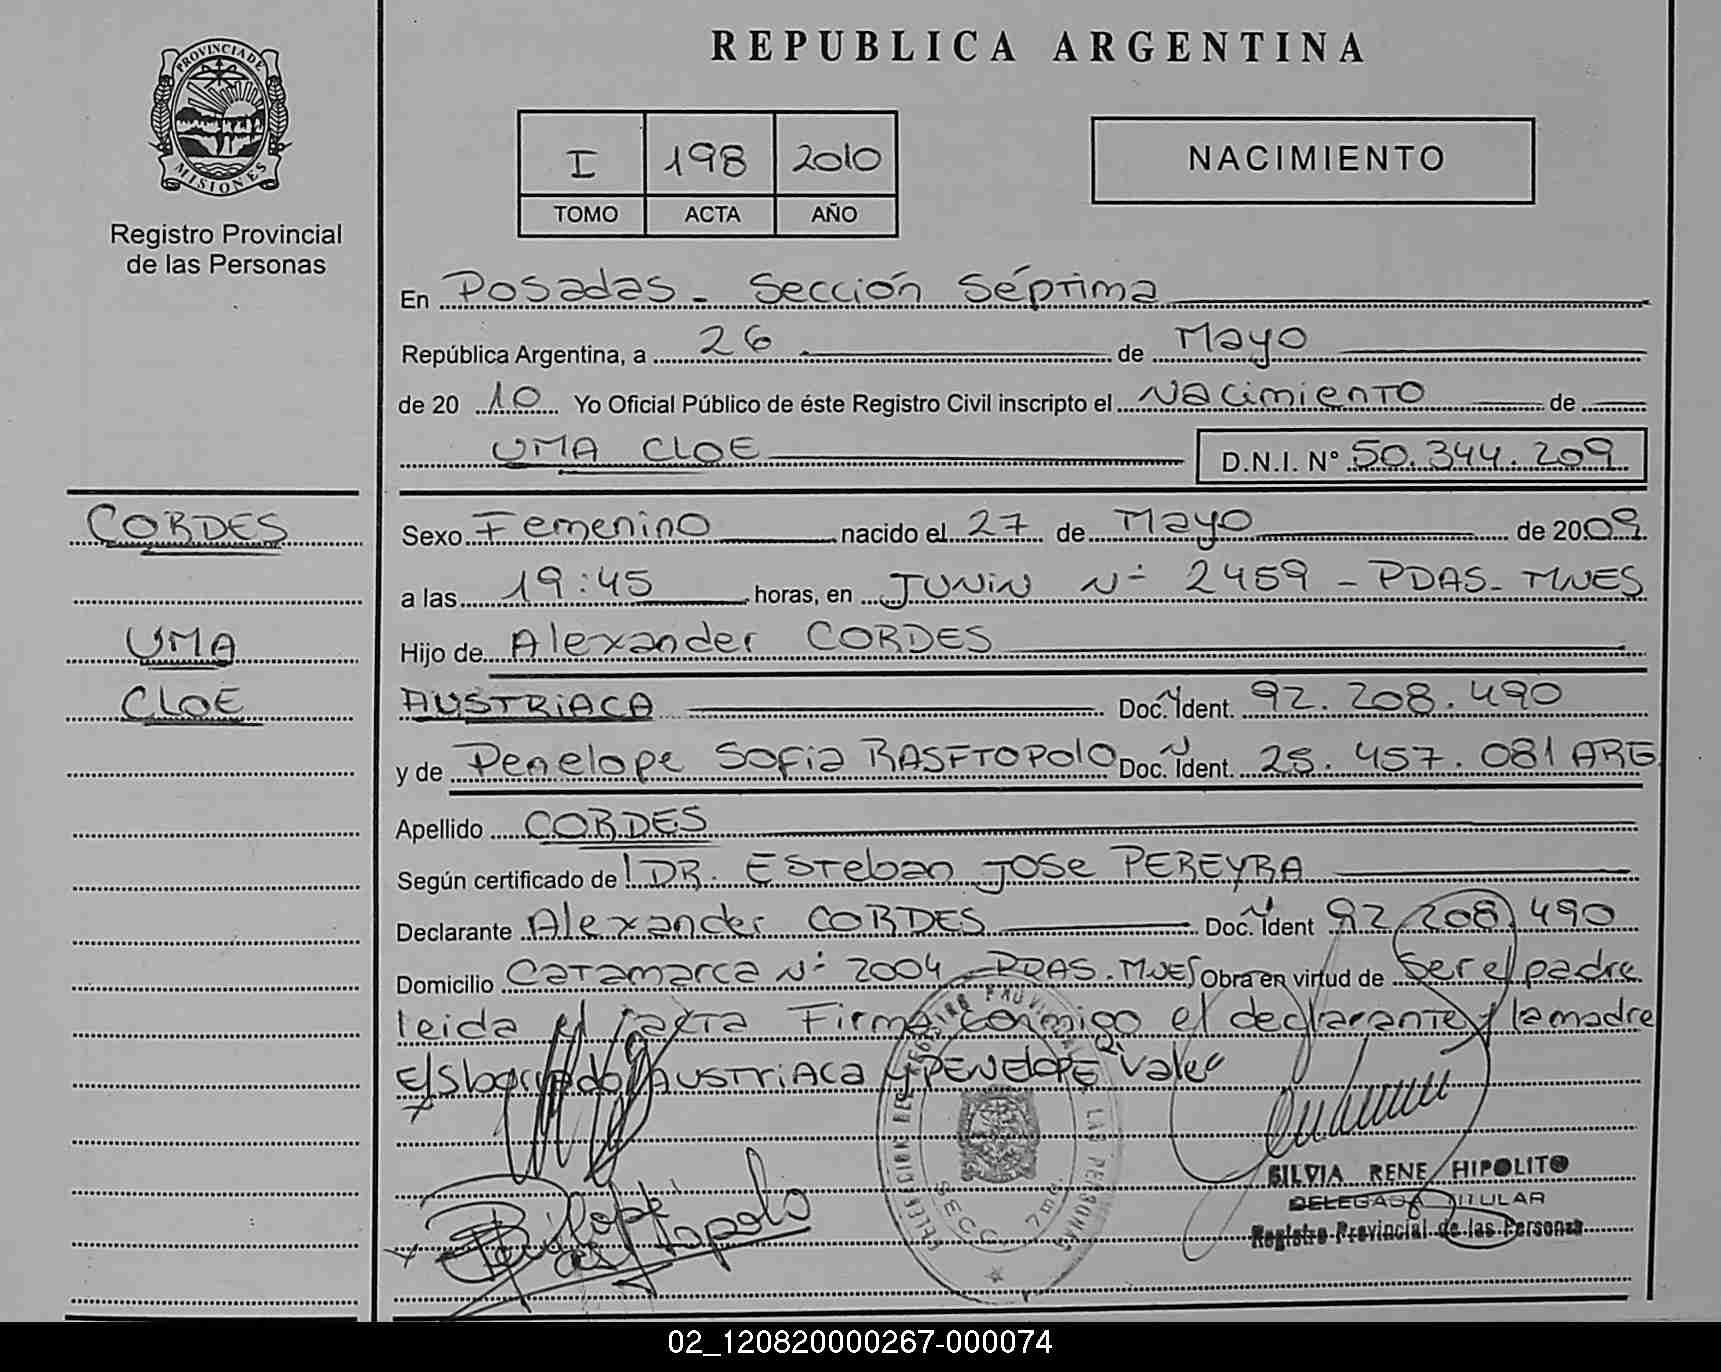 PROVINCIA DE
MISIONES
Registro Provincial
de las Personas
REPUBLICA ARGENTINA
I 198 2010
TOMO ACTA AÑO
NACIMIENTO
En Posadas - Sección Séptima
República Argentina, a 26 de Mayo
de 20 10 Yo Oficial Público de éste Registro Civil inscripto el Nacimiento de
UMA CLOE D.N.I. N° 50.344.209
CORDES
UMA
CLOE
Sexo Femenino nacido el 27 de Mayo de 2009
a las 19:45 horas, en JUNiN N° 2459 - PDAS- MNES
Hijo de Alexander CORDES
AUSTRiACA Doc. Ident. 92.208.490
y de Penelope Sofia RASFTOPOLO Doc. Ident. 25.457.081 ARG
Apellido CORDES
Según certificado de DR. Esteban Jose PEREYRA
Declarante Alexander CORDES Doc. Ident 92.208.490
Domicilio Catamarca N° 2004 - PDAS. MNES Obra en virtud de ser el padre
leida el acta Firma conmigo el declarante y la madre
E/S AUSTRiACA y PENELOPE "Vale"
SECC. 7ma.
SILVIA RENE HIPOLITO
DELEGADA TITULAR
Registro Provincial de las Persona
02_120820000267-000074